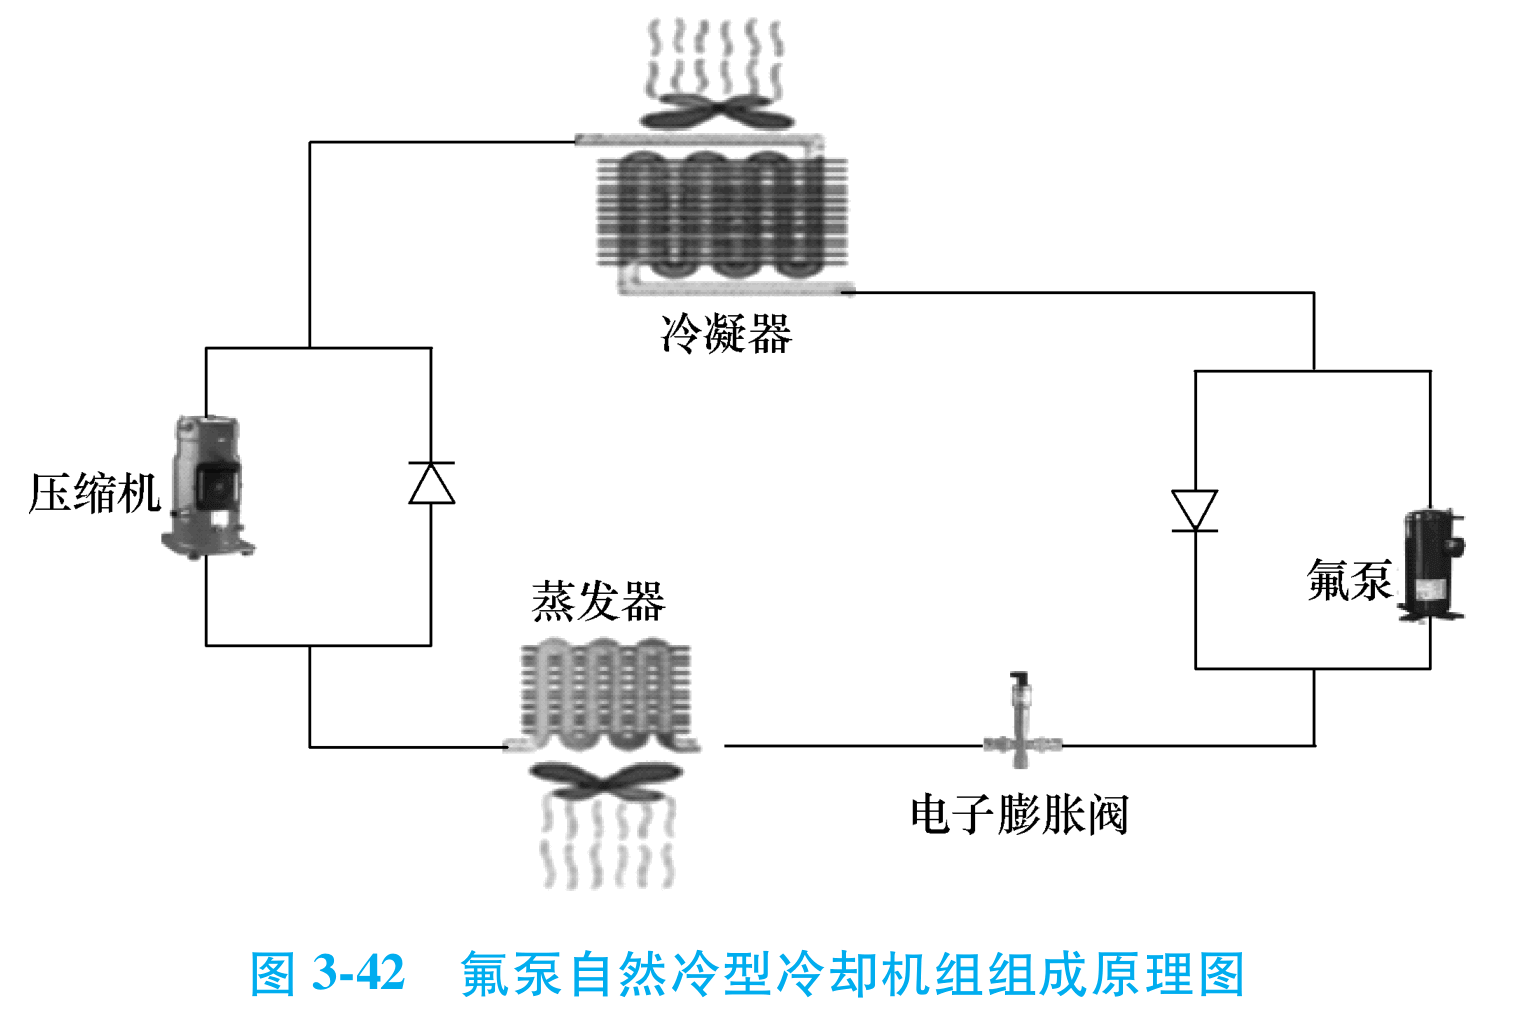 冷凝器
压缩机
蒸发器
氟泵
电子膨胀阀
图 3-42 氟泵自然冷型冷却机组组成原理图